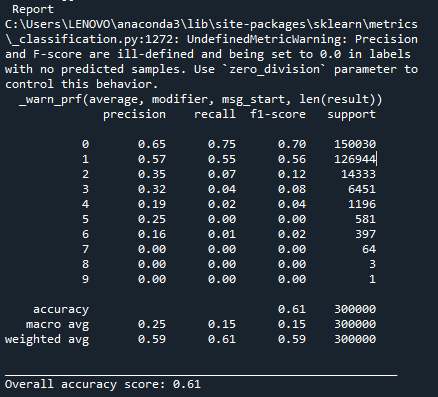 Report
C:\Users\LENOVO\anaconda3\lib\site-packages\sklearn\metrics
\_classification.py:1272: UndefinedMetricWarning: Precision
and F-score are ill-defined and being set to 0.0 in labels
with no predicted samples. Use `zero_division` parameter to
control this behavior.
_warn_prf(average, modifier, msg_start, len(result))
precision recall f1-score support
0 0.65 0.75 0.70 150030
1 0.57 0.55 0.56 126944
2 0.35 0.07 0.12 14333
3 0.32 0.04 0.08 6451
4 0.19 0.02 0.04 1196
5 0.25 0.00 0.00 581
6 0.16 0.01 0.02 397
7 0.00 0.00 0.00 64
8 0.00 0.00 0.00 3
9 0.00 0.00 0.00 1
accuracy 0.61 300000
macro avg 0.25 0.15 0.15 300000
weighted avg 0.59 0.61 0.59 300000
Overall accuracy score: 0.61